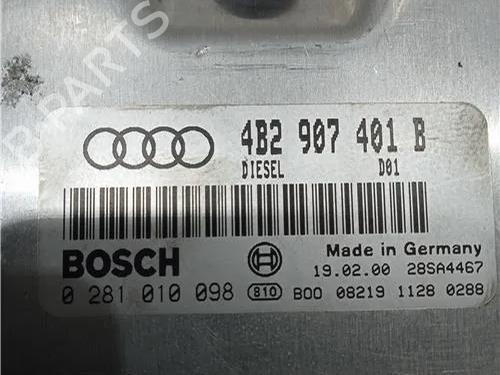 4B2 907 401 B
DIESEL D01
BOSCH
Made in Germany
19.02.00 28SA4467
0 281 010 098 810 B00 08219 1128 0288
B PARTS